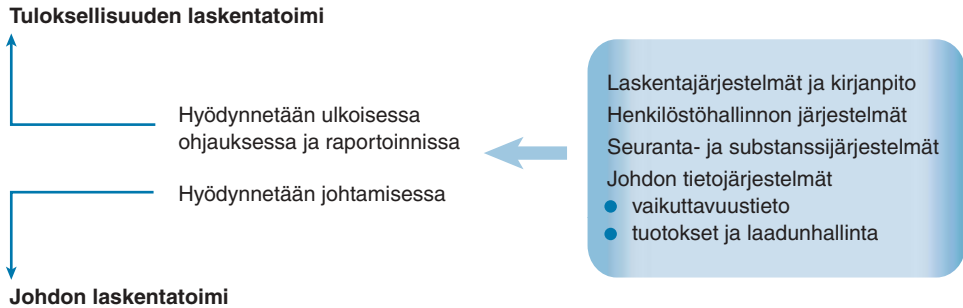 Tuloksellisuuden laskentatoimi
Hyödynnetään ulkoisessa
ohjauksessa ja raportoinnissa
Hyödynnetään johtamisessa
Johdon laskentatoimi
Laskentajärjestelmät ja kirjanpito
Henkilöstöhallinnon järjestelmät
Seuranta- ja substanssijärjestelmät
Johdon tietojärjestelmät
● vaikuttavuustieto
● tuotokset ja laadunhallinta